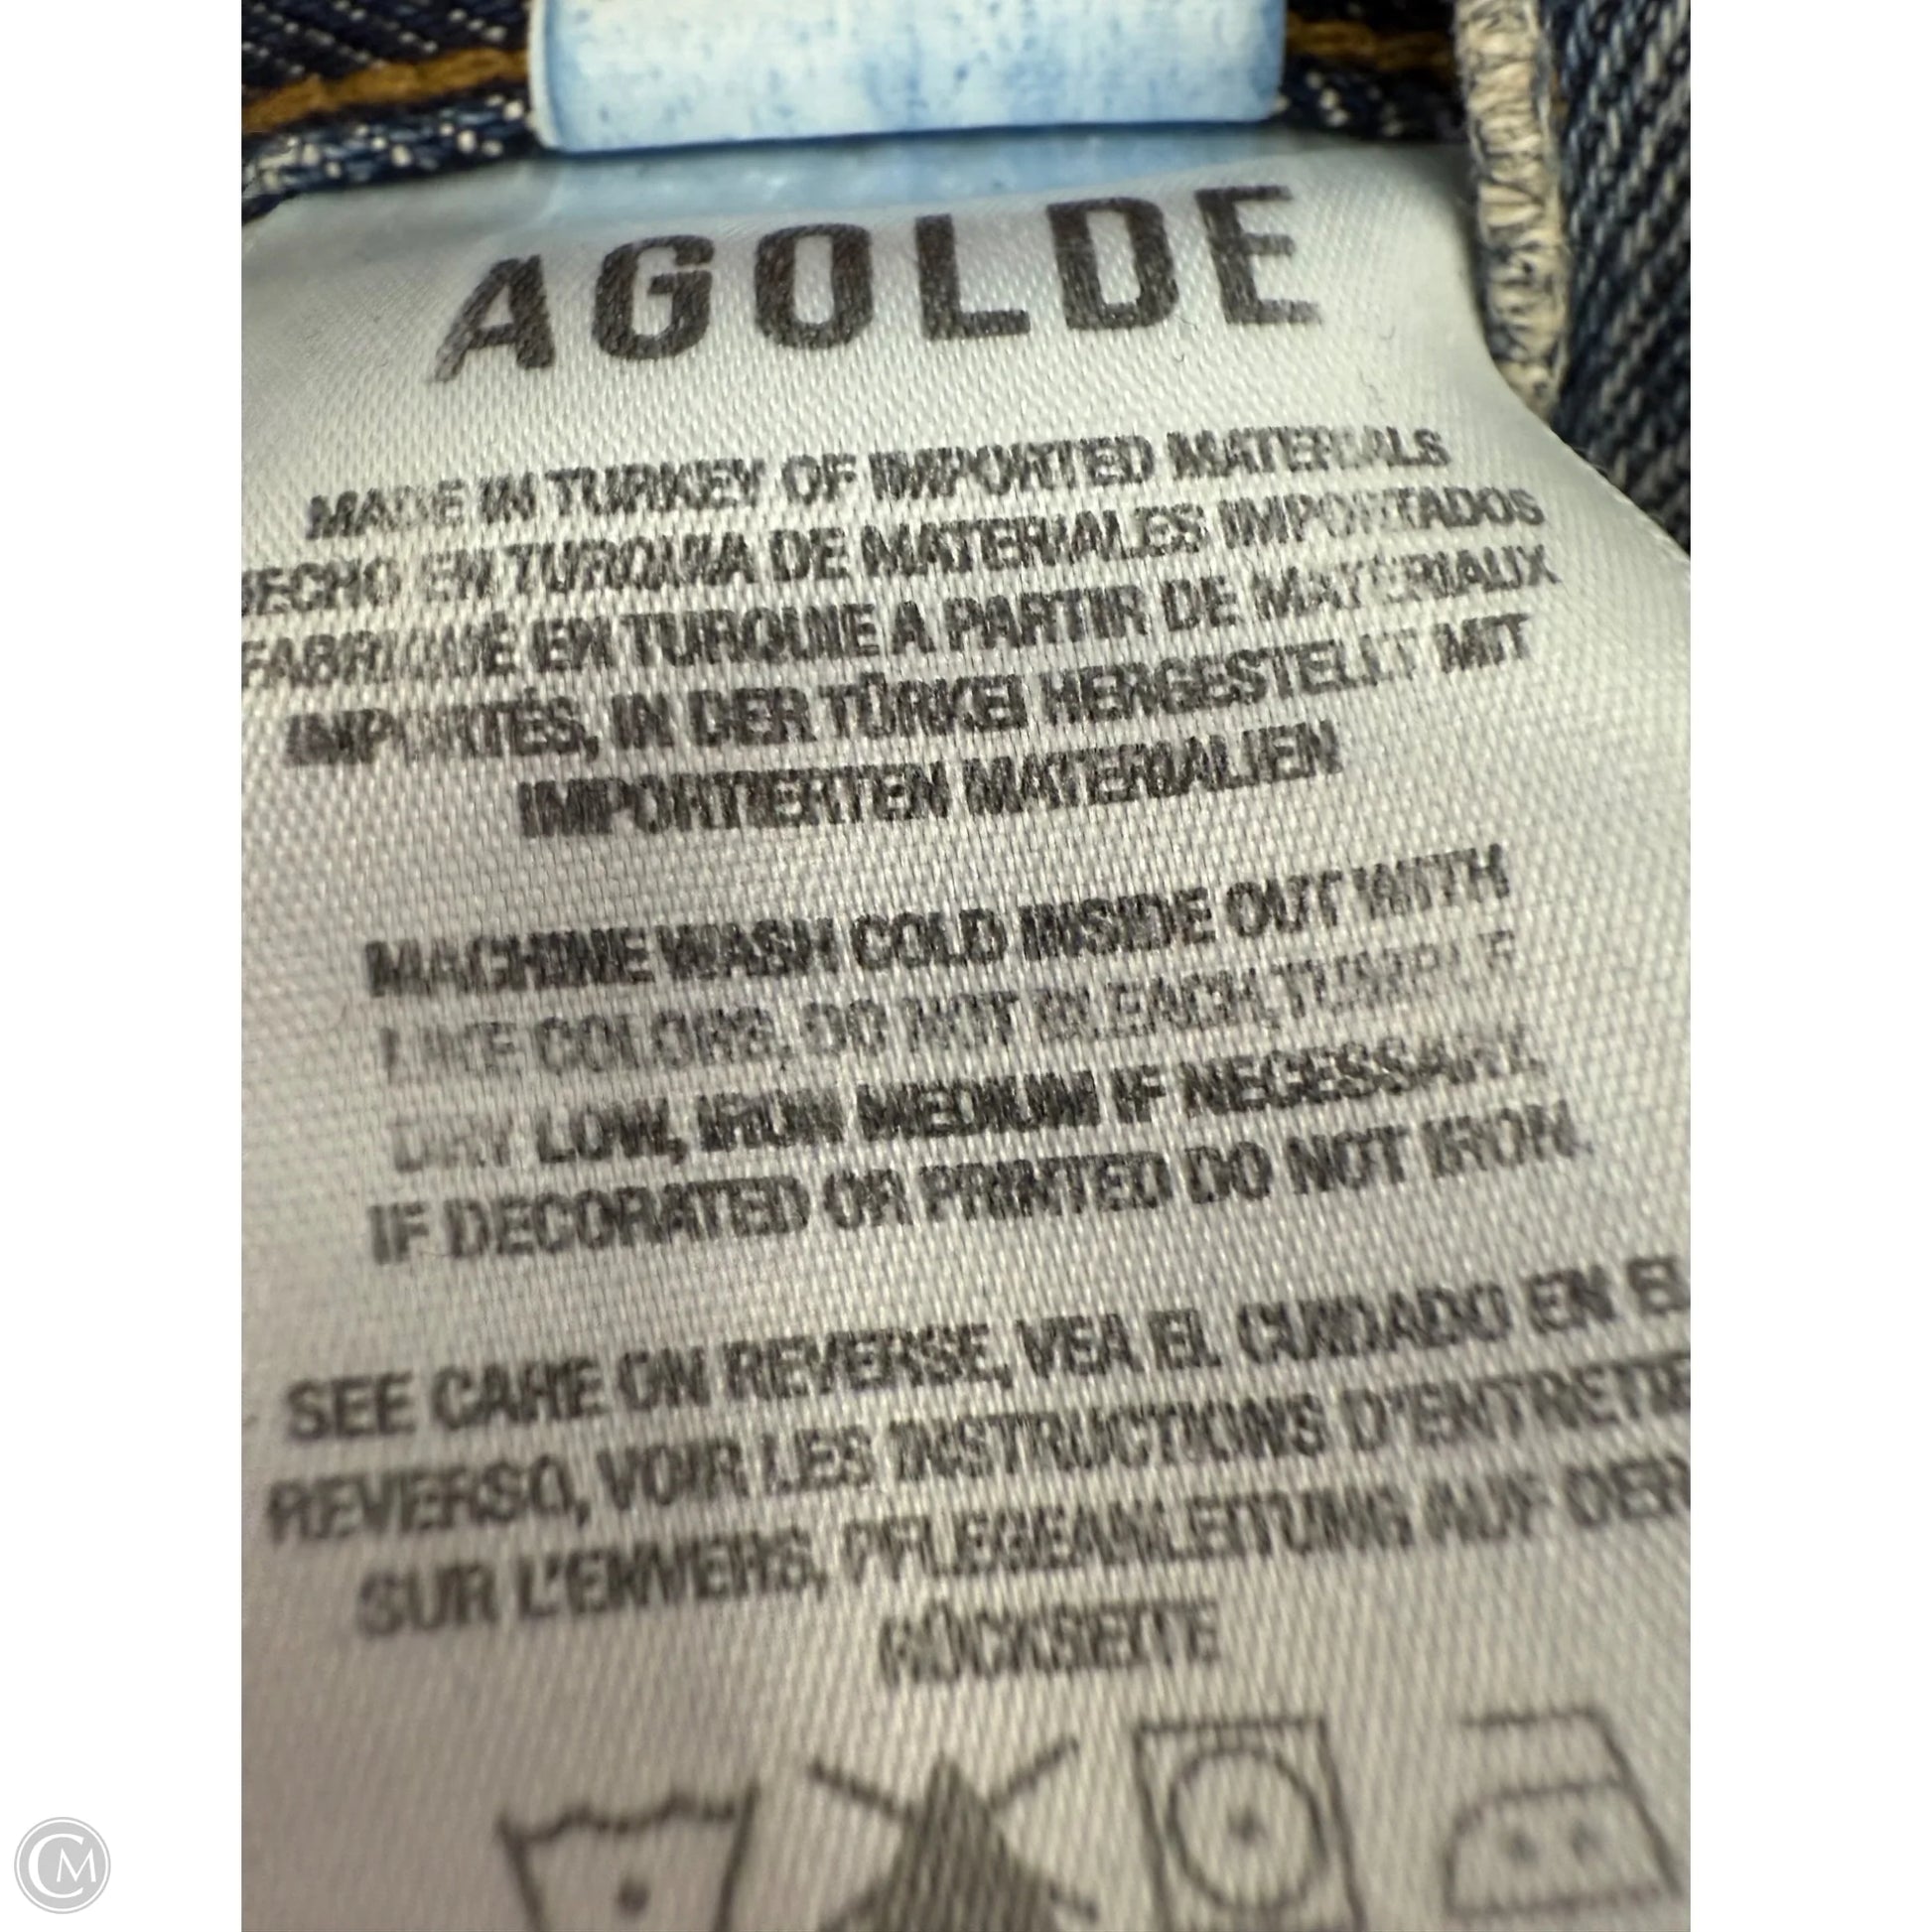 AGOLDE
MADE IN TURKEY OF IMPORTED MATERIALS
HECHO EN TURQUIA DE MATERIALES IMPORTADOS
FABRIQUÉ EN TURQUIE A PARTIR DE MATÉRIAUX
IMPORTÉS, IN DER TÜRKEI HERGESTELLT MIT
IMPORTIERTEN MATERIALIEN
MACHINE WASH COLD INSIDE OUT WITH
LIKE COLORS. DO NOT BLEACH, TUMBLE
DRY LOW, IRON MEDIUM IF NECESSARY.
IF DECORATED OR PRINTED DO NOT IRON.
SEE CARE ON REVERSE, VEA EL CUIDADO EN EL
REVERSO, VOIR LES INSTRUCTIONS D'ENTRETIE
SUR L'ENVERS, PFLEGEANLEITUNG AUF DER
RÜCKSEITE
CM